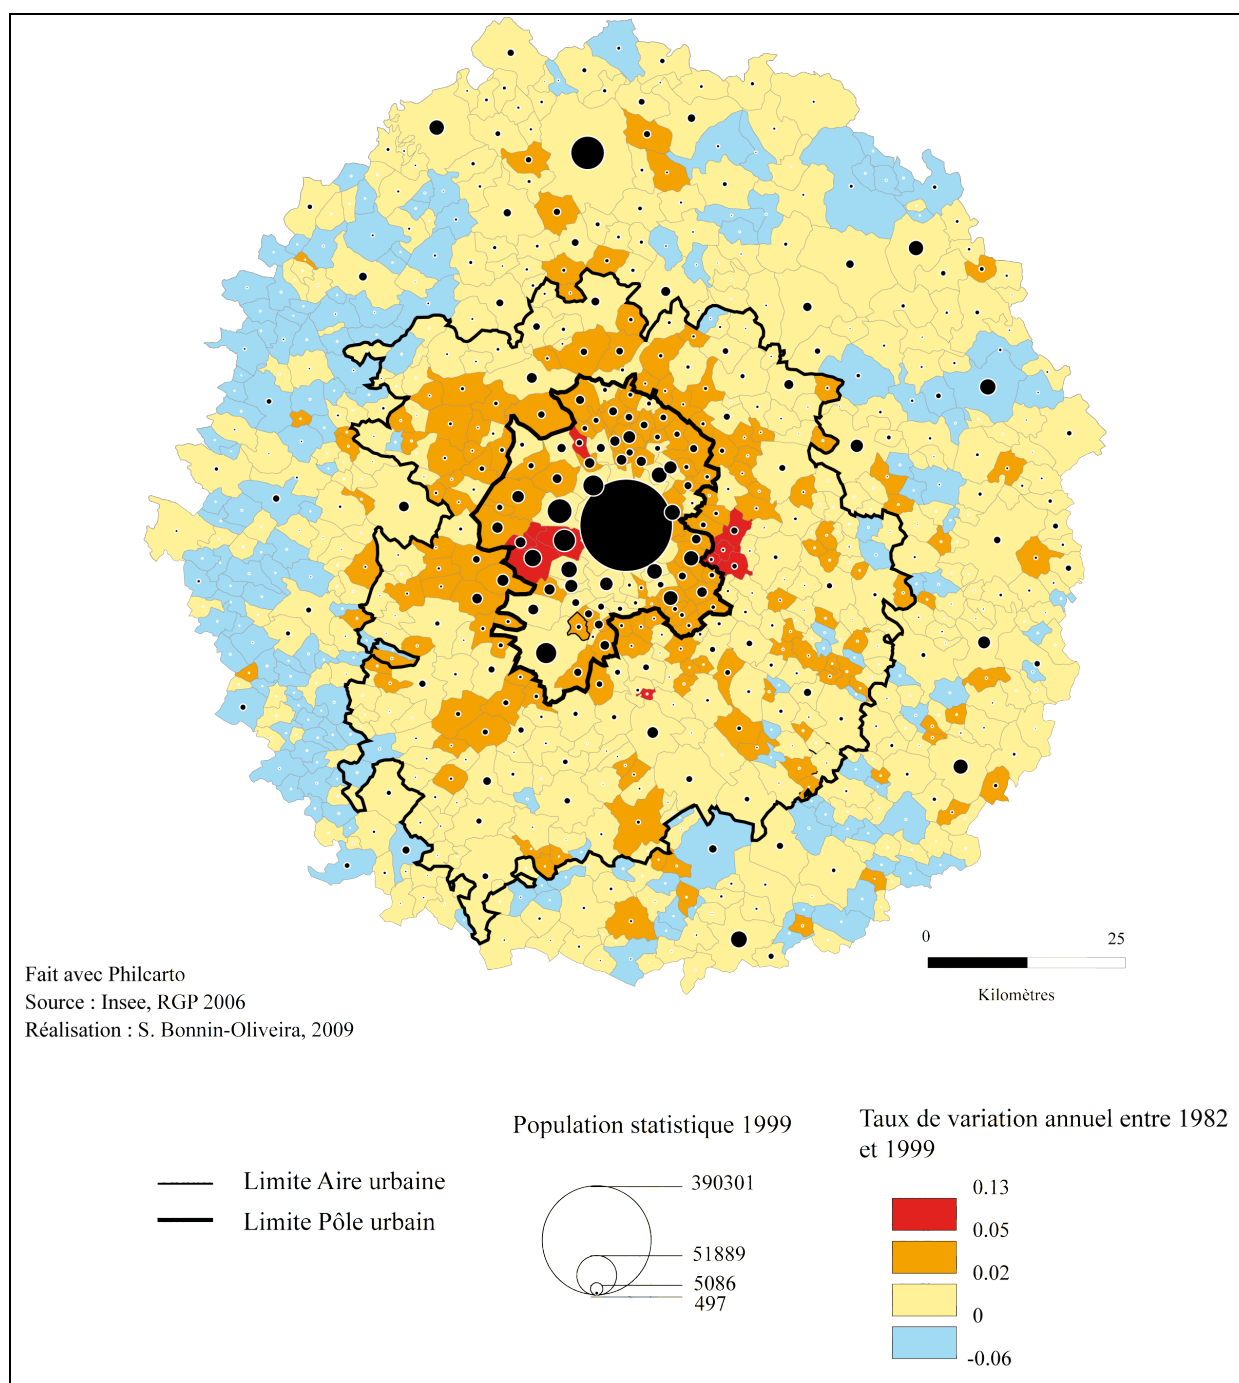 0
25
Kilomètres
Fait avec Philcarto
Source : Insee, RGP 2006
Réalisation : S. Bonnin-Oliveira, 2009
Limite Aire urbaine
Limite Pôle urbain
Population statistique 1999
390301
51889
5086
497
Taux de variation annuel entre 1982
et 1999
0.13
0.05
0.02
0
-0.06